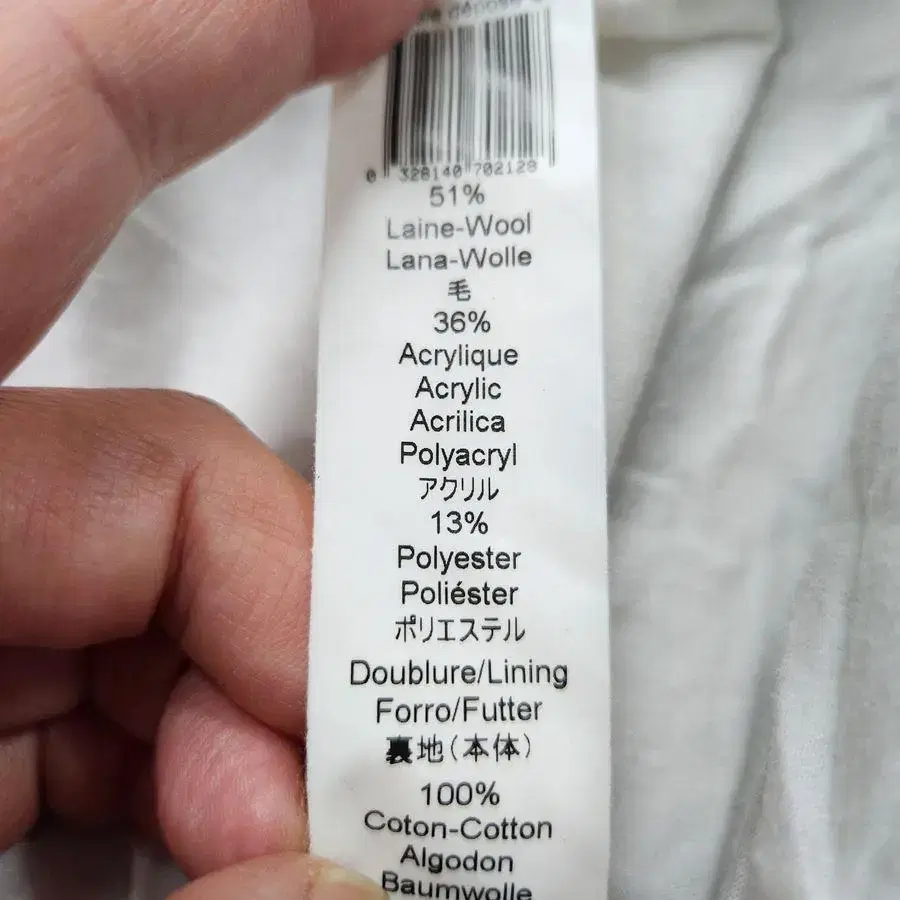 0 328140 702128
51%
Laine-Wool
Lana-Wolle
毛
36%
Acrylique
Acrylic
Acrilica
Polyacryl
アクリル
13%
Polyester
Poliéster
ポリエステル
Doublure/Lining
Forro/Futter
裏地(本体)
100%
Coton-Cotton
Algodon
Baumwolle